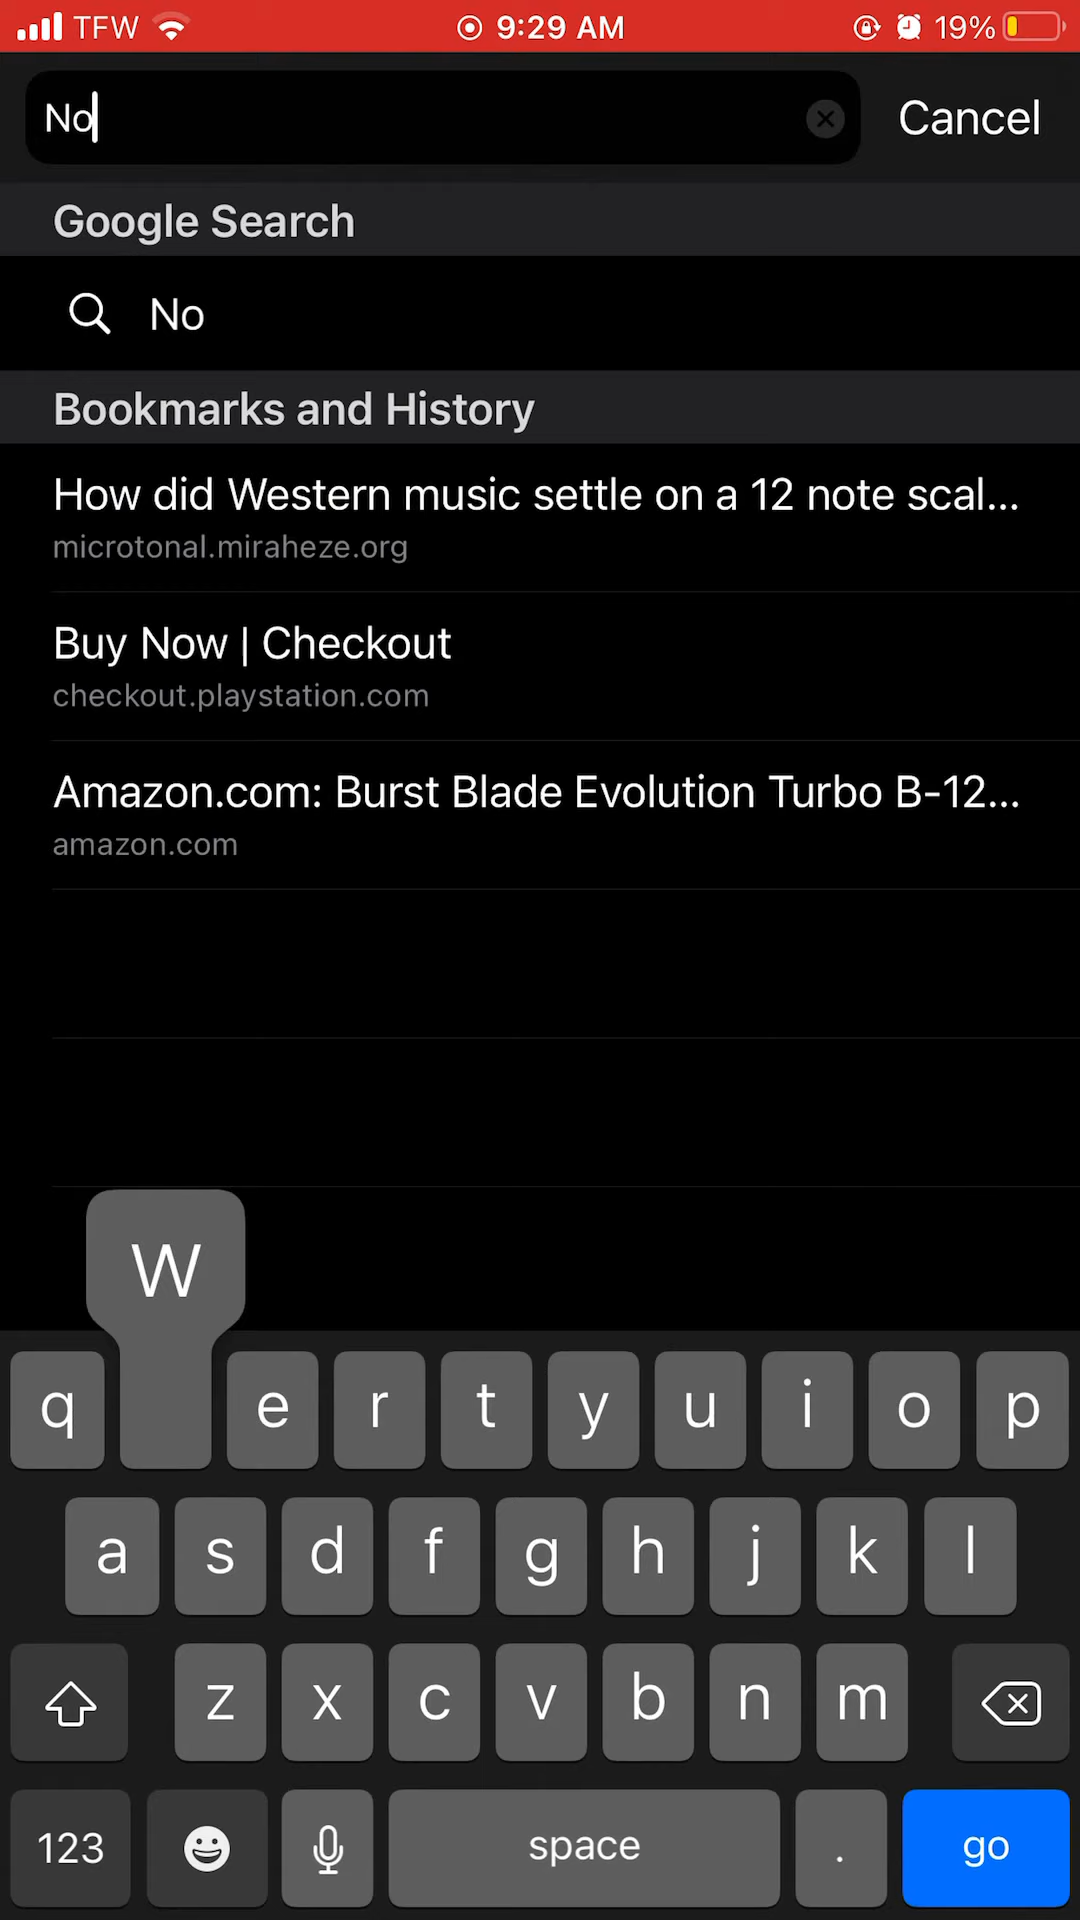 TFW 9:29 AM 19%
No Cancel
Google Search
No
Bookmarks and History
How did Western music settle on a 12 note scal...
microtonal.miraheze.org
Buy Now | Checkout
checkout.playstation.com
Amazon.com: Burst Blade Evolution Turbo B-12...
amazon.com
W
q e r t y u i o p
a s d f g h j k l
z x c v b n m
123 space . go